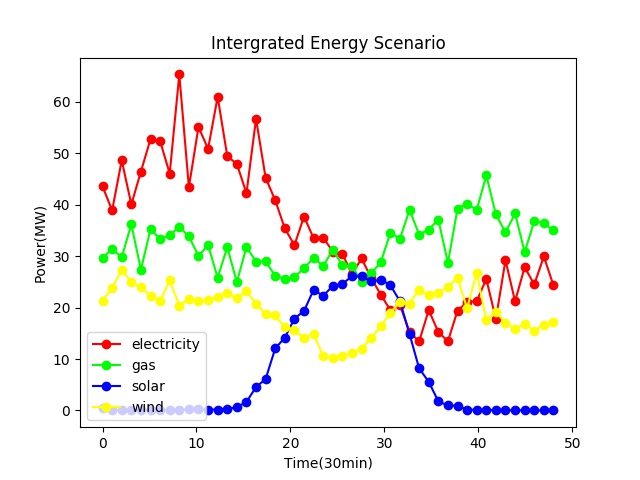 Intergrated Energy Scenario
Power(MW)
60
50
40
30
20
10
0
electricity
gas
solar
wind
0 10 20 30 40 50
Time(30min)